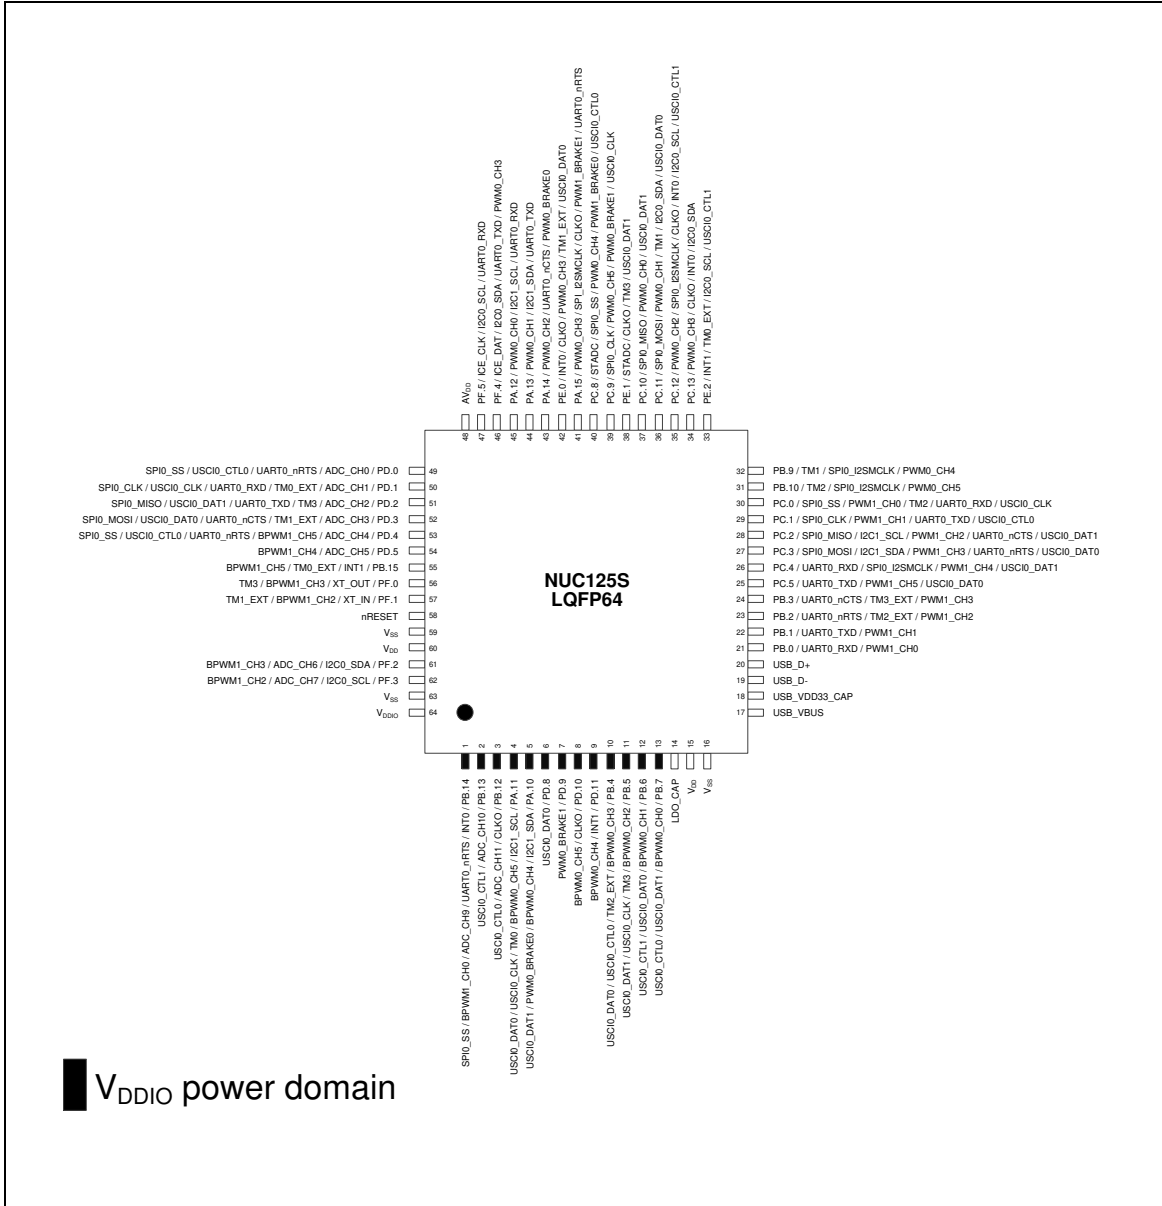 AVDD
PF.5 / ICE_CLK / I2C0_SCL / UART0_RXD
PF.4 / ICE_DAT / I2C0_SDA / UART0_TXD / PWM0_CH3
PA.12 / PWM0_CH0 / I2C1_SCL / UART0_RXD
PA.13 / PWM0_CH1 / I2C1_SDA / UART0_TXD
PA.14 / PWM0_CH2 / UART0_nCTS / PWM0_BRAKE0
PE.0 / INT0 / CLKO / PWM0_CH3 / TM1_EXT / USCI0_DAT0
PA.15 / PWM0_CH3 / SPI_I2SMCLK / CLKO / PWM1_BRAKE1 / UART0_nRTS
PC.8 / STADC / SPI0_SS / PWM0_CH4 / PWM1_BRAKE0 / USCI0_CTL0
PC.9 / SPI0_CLK / PWM0_CH5 / PWM0_BRAKE1 / USCI0_CLK
PE.1 / STADC / CLKO / TM3 / USCI0_DAT1
PC.10 / SPI0_MISO / PWM0_CH0 / USCI0_DAT1
PC.11 / SPI0_MOSI / PWM0_CH1 / TM1 / I2C0_SDA / USCI0_DAT0
PC.12 / PWM0_CH2 / SPI0_I2SMCLK / CLKO / INT0 / I2C0_SCL / USCI0_CTL1
PC.13 / PWM0_CH3 / CLKO / INT0 / I2C0_SDA
PE.2 / INT1 / TM0_EXT / I2C0_SCL / USCI0_CTL1
48 47 46 45 44 43 42 41 40 39 38 37 36 35 34 33
SPI0_SS / USCI0_CTL0 / UART0_nRTS / ADC_CH0 / PD.0 49
SPI0_CLK / USCI0_CLK / UART0_RXD / TM0_EXT / ADC_CH1 / PD.1 50
SPI0_MISO / USCI0_DAT1 / UART0_TXD / TM3 / ADC_CH2 / PD.2 51
SPI0_MOSI / USCI0_DAT0 / UART0_nCTS / TM1_EXT / ADC_CH3 / PD.3 52
SPI0_SS / USCI0_CTL0 / UART0_nRTS / BPWM1_CH5 / ADC_CH4 / PD.4 53
BPWM1_CH4 / ADC_CH5 / PD.5 54
BPWM1_CH5 / TM0_EXT / INT1 / PB.15 55
TM3 / BPWM1_CH3 / XT_OUT / PF.0 56
TM1_EXT / BPWM1_CH2 / XT_IN / PF.1 57
nRESET 58
VSS 59
VDD 60
BPWM1_CH3 / ADC_CH6 / I2C0_SDA / PF.2 61
BPWM1_CH2 / ADC_CH7 / I2C0_SCL / PF.3 62
VSS 63
VDDIO 64
NUC125S
LQFP64
32 PB.9 / TM1 / SPI0_I2SMCLK / PWM0_CH4
31 PB.10 / TM2 / SPI0_I2SMCLK / PWM0_CH5
30 PC.0 / SPI0_SS / PWM1_CH0 / TM2 / UART0_RXD / USCI0_CLK
29 PC.1 / SPI0_CLK / PWM1_CH1 / UART0_TXD / USCI0_CTL0
28 PC.2 / SPI0_MISO / I2C1_SCL / PWM1_CH2 / UART0_nCTS / USCI0_DAT1
27 PC.3 / SPI0_MOSI / I2C1_SDA / PWM1_CH3 / UART0_nRTS / USCI0_DAT0
26 PC.4 / UART0_RXD / SPI0_I2SMCLK / PWM1_CH4 / USCI0_DAT1
25 PC.5 / UART0_TXD / PWM1_CH5 / USCI0_DAT0
24 PB.3 / UART0_nCTS / TM3_EXT / PWM1_CH3
23 PB.2 / UART0_nRTS / TM2_EXT / PWM1_CH2
22 PB.1 / UART0_TXD / PWM1_CH1
21 PB.0 / UART0_RXD / PWM1_CH0
20 USB_D+
19 USB_D-
18 USB_VDD33_CAP
17 USB_VBUS
1 2 3 4 5 6 7 8 9 10 11 12 13 14 15 16
SPI0_SS / BPWM1_CH0 / ADC_CH9 / UART0_nRTS / INT0 / PB.14
USCI0_CTL1 / ADC_CH10 / PB.13
USCI0_CTL0 / ADC_CH11 / CLKO / PB.12
USCI0_DAT0 / USCI0_CLK / TM0 / BPWM0_CH5 / I2C1_SCL / PA.11
USCI0_DAT1 / PWM0_BRAKE0 / BPWM0_CH4 / I2C1_SDA / PA.10
USCI0_DAT0 / PD.8
PWM0_BRAKE1 / PD.9
BPWM0_CH5 / CLKO / PD.10
BPWM0_CH4 / INT1 / PD.11
USCI0_DAT0 / USCI0_CTL0 / TM2_EXT / BPWM0_CH3 / PB.4
USCI0_DAT1 / USCI0_CLK / TM3 / BPWM0_CH2 / PB.5
USCI0_CTL1 / USCI0_DAT0 / BPWM0_CH1 / PB.6
USCI0_CTL0 / USCI0_DAT1 / BPWM0_CH0 / PB.7
LDO_CAP
VDD
VSS
VDDIO power domain